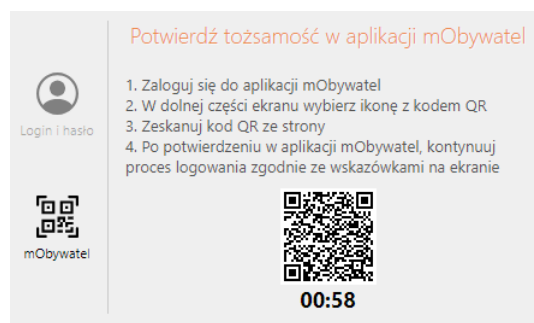 Potwierdź tożsamość w aplikacji mObywatel
1. Zaloguj się do aplikacji mObywatel
2. W dolnej części ekranu wybierz ikonę z kodem QR
3. Zeskanuj kod QR ze strony
4. Po potwierdzeniu w aplikacji mObywatel, kontynuuj
proces logowania zgodnie ze wskazówkami na ekranie
Login i hasło
mObywatel
00:58